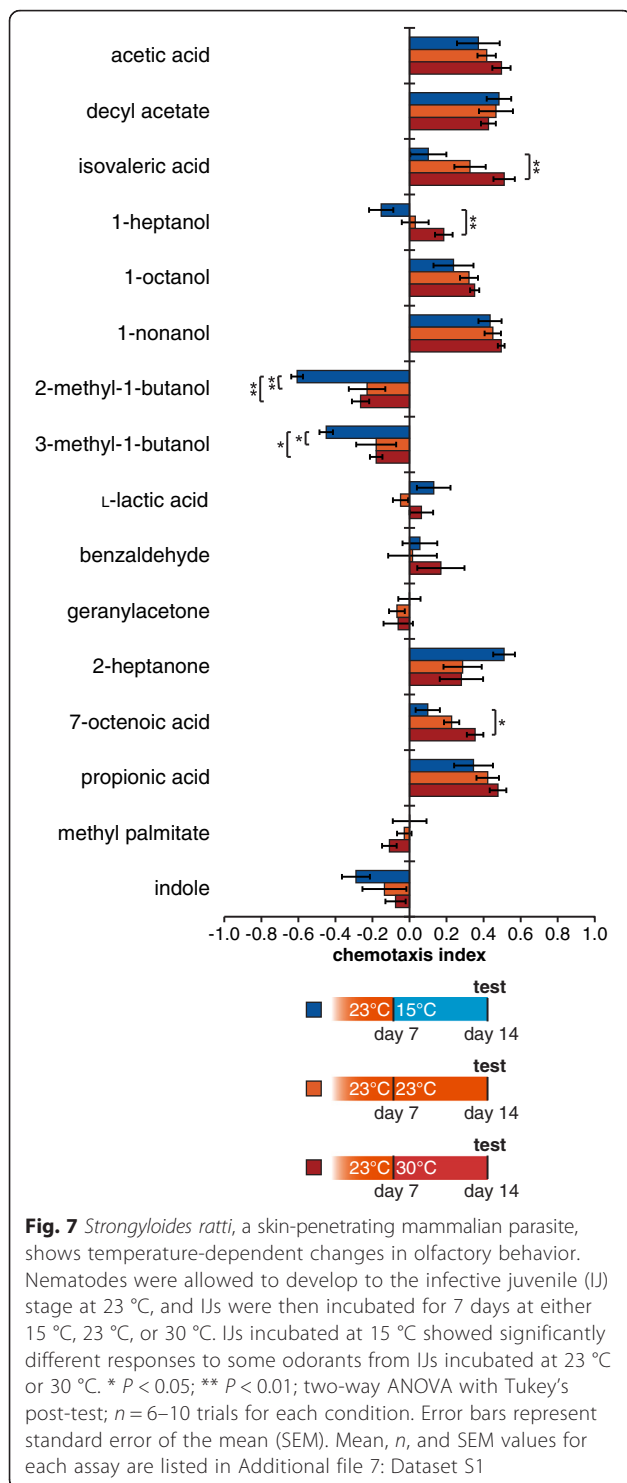 acetic acid
decyl acetate
isovaleric acid
**
1-heptanol
**
1-octanol
1-nonanol
2-methyl-1-butanol
** **
3-methyl-1-butanol
* *
L-lactic acid
benzaldehyde
geranylacetone
2-heptanone
7-octenoic acid
*
propionic acid
methyl palmitate
indole
-1.0 -0.8 -0.6 -0.4 -0.2 0.0 0.2 0.4 0.6 0.8 1.0
chemotaxis index
test
23°C 15°C
day 7 day 14
test
23°C 23°C
day 7 day 14
test
23°C 30°C
day 7 day 14
Fig. 7 Strongyloides ratti, a skin-penetrating mammalian parasite,
shows temperature-dependent changes in olfactory behavior.
Nematodes were allowed to develop to the infective juvenile (IJ)
stage at 23 °C, and IJs were then incubated for 7 days at either
15 °C, 23 °C, or 30 °C. IJs incubated at 15 °C showed significantly
different responses to some odorants from IJs incubated at 23 °C
or 30 °C. * P < 0.05; ** P < 0.01; two-way ANOVA with Tukey's
post-test; n = 6–10 trials for each condition. Error bars represent
standard error of the mean (SEM). Mean, n, and SEM values for
each assay are listed in Additional file 7: Dataset S1